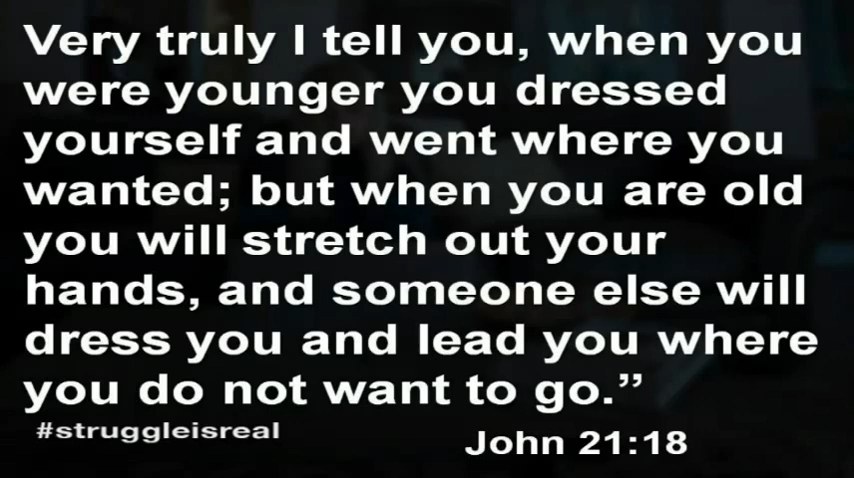 Very truly I tell you, when you
were younger you dressed
yourself and went where you
wanted; but when you are old
you will stretch out your
hands, and someone else will
dress you and lead you where
you do not want to go.”
#struggleisreal
John 21:18